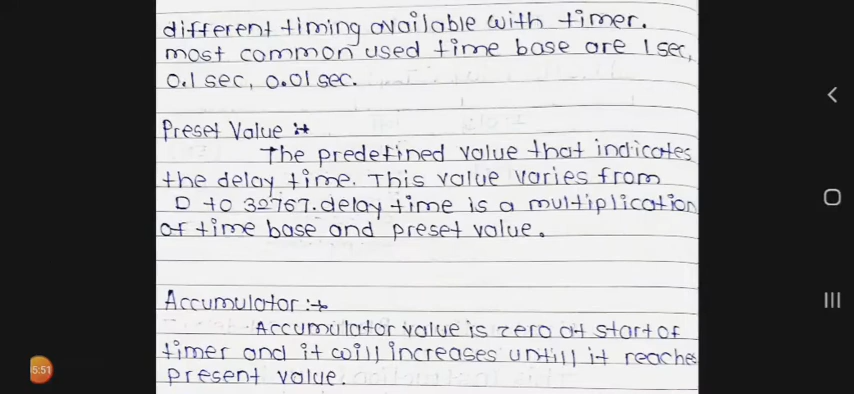 different timing available with timer.
most common used time base are 1 sec,
0.1 sec, 0.01 sec.
Preset Value :→
The predefined value that indicates
the delay time. This value varies from
0 to 32767. delay time is a multiplication
of time base and preset value.
Accumulator :→
Accumulator value is zero at start of
timer and it will increases untill it reache
present value.
5:51